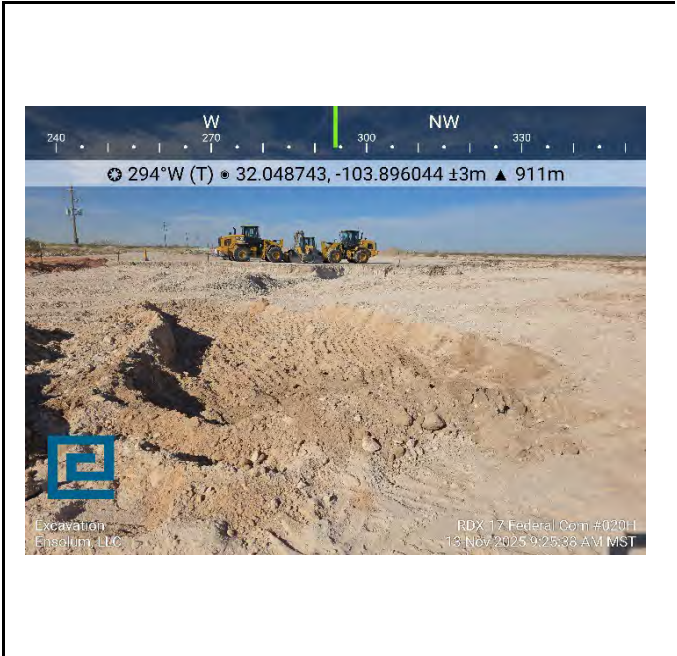 W NW
240 270 300 330
294°W (T) ● 32.048743, -103.896044 ±3m ▲ 911m
Excavation
Ensolum, LLC
RDX 17 Federal Com #020H
13 Nov 2025 9:25:38 AM MST